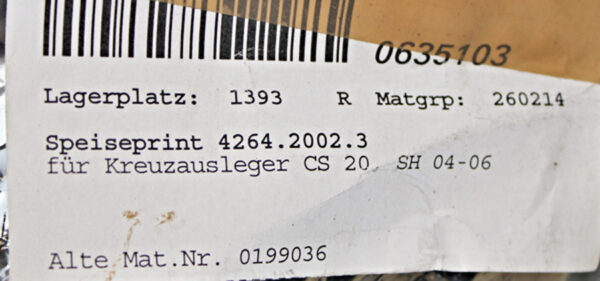 0635103
Lagerplatz: 1393 R Matgrp: 260214
Speiseprint 4264.2002.3
für Kreuzausleger CS 20, SH 04-06
Alte Mat.Nr. 0199036